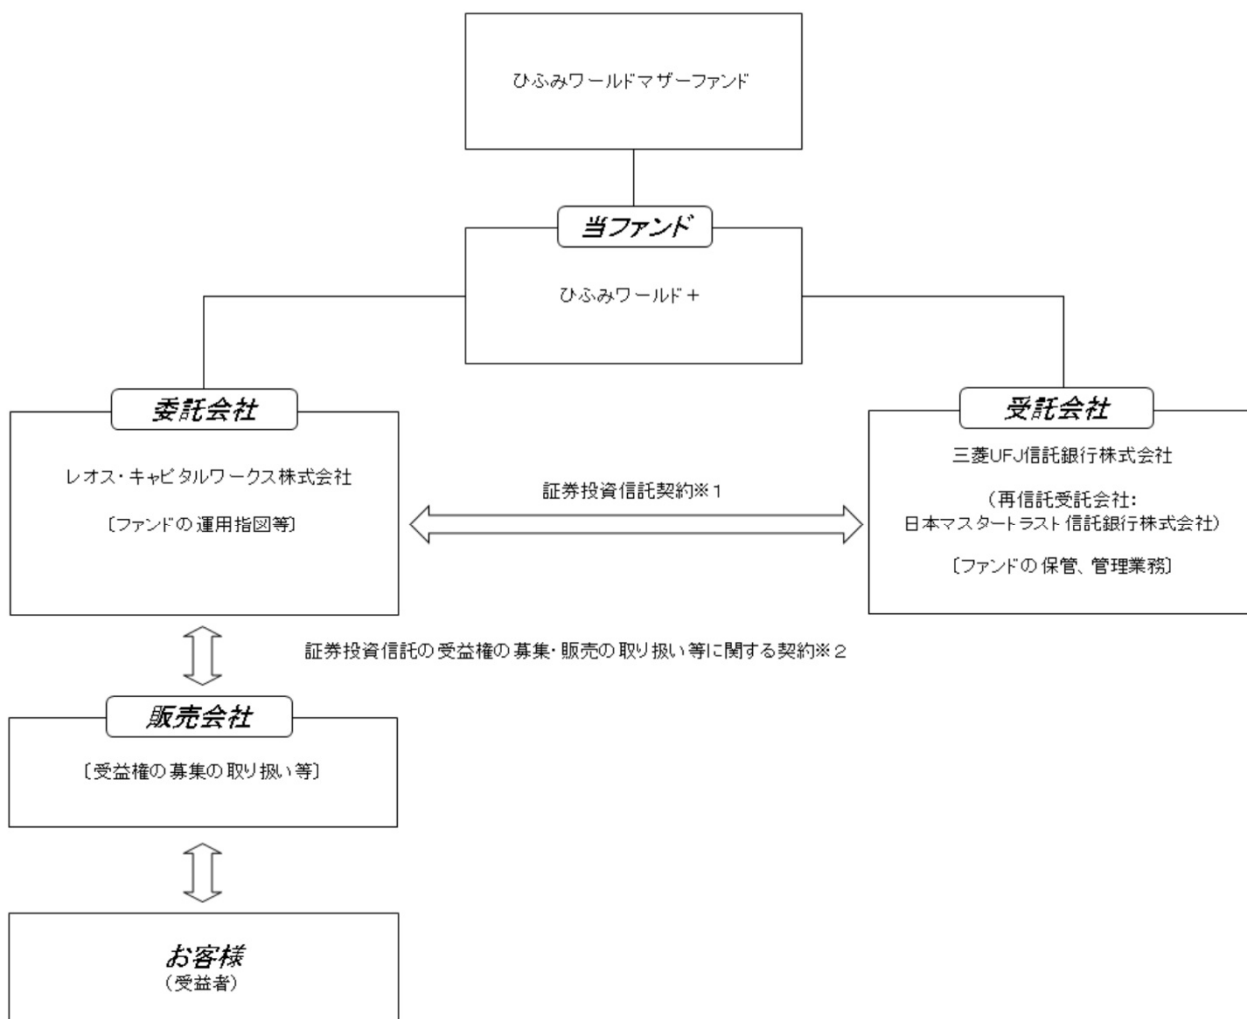 ひふみワールドマザーファンド
当ファンド
ひふみワールド+
委託会社
レオス・キャピタルワークス株式会社
〔ファンドの運用指図等〕
証券投資信託契約※1
受託会社
三菱UFJ信託銀行株式会社
(再信託受託会社:
日本マスタートラスト信託銀行株式会社)
〔ファンドの保管、管理業務〕
証券投資信託の受益権の募集・販売の取り扱い等に関する契約※2
販売会社
〔受益権の募集の取り扱い等〕
お客様
(受益者)